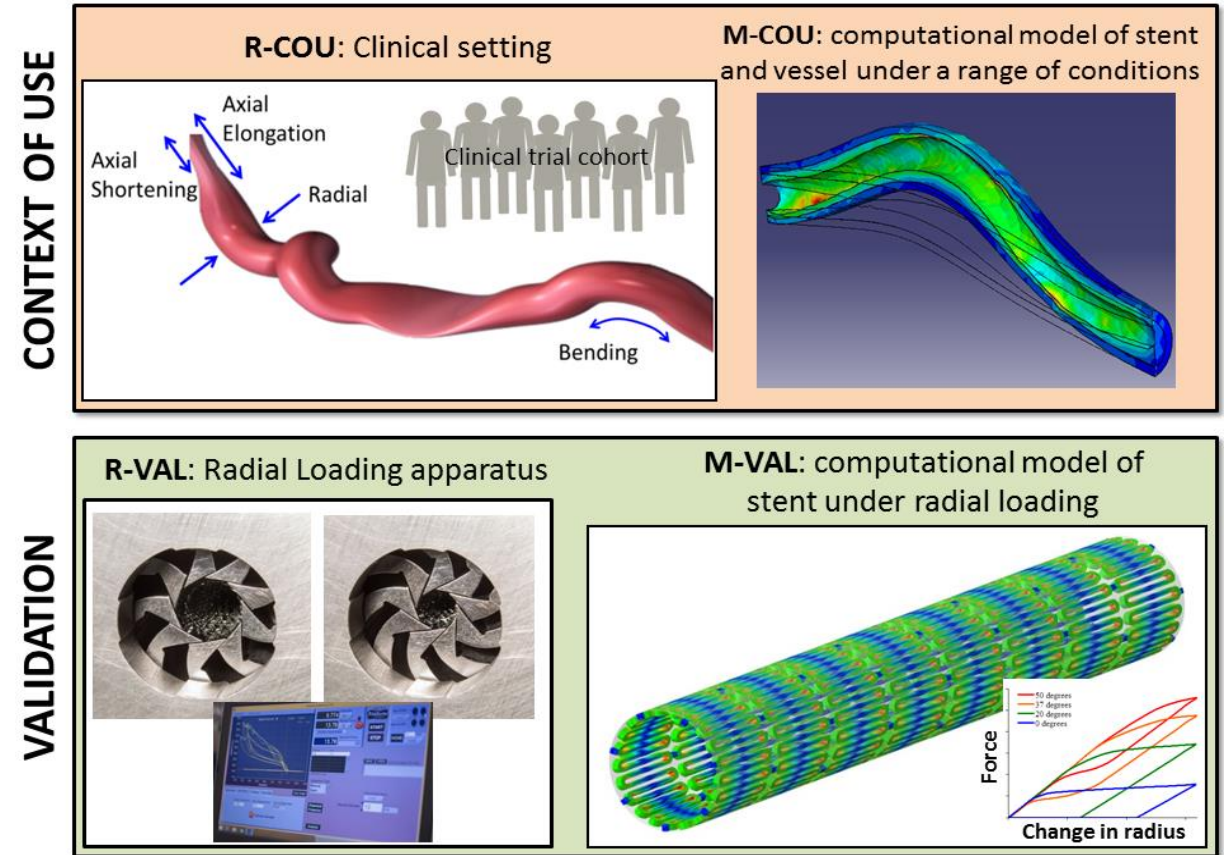 CONTEXT OF USE
R-COU: Clinical setting
Axial
Elongation
Axial
Shortening
Radial
Bending
Clinical trial cohort
M-COU: computational model of stent
and vessel under a range of conditions
VALIDATION
R-VAL: Radial Loading apparatus
M-VAL: computational model of
stent under radial loading
50 degrees
37 degrees
20 degrees
0 degrees
Force
Change in radius